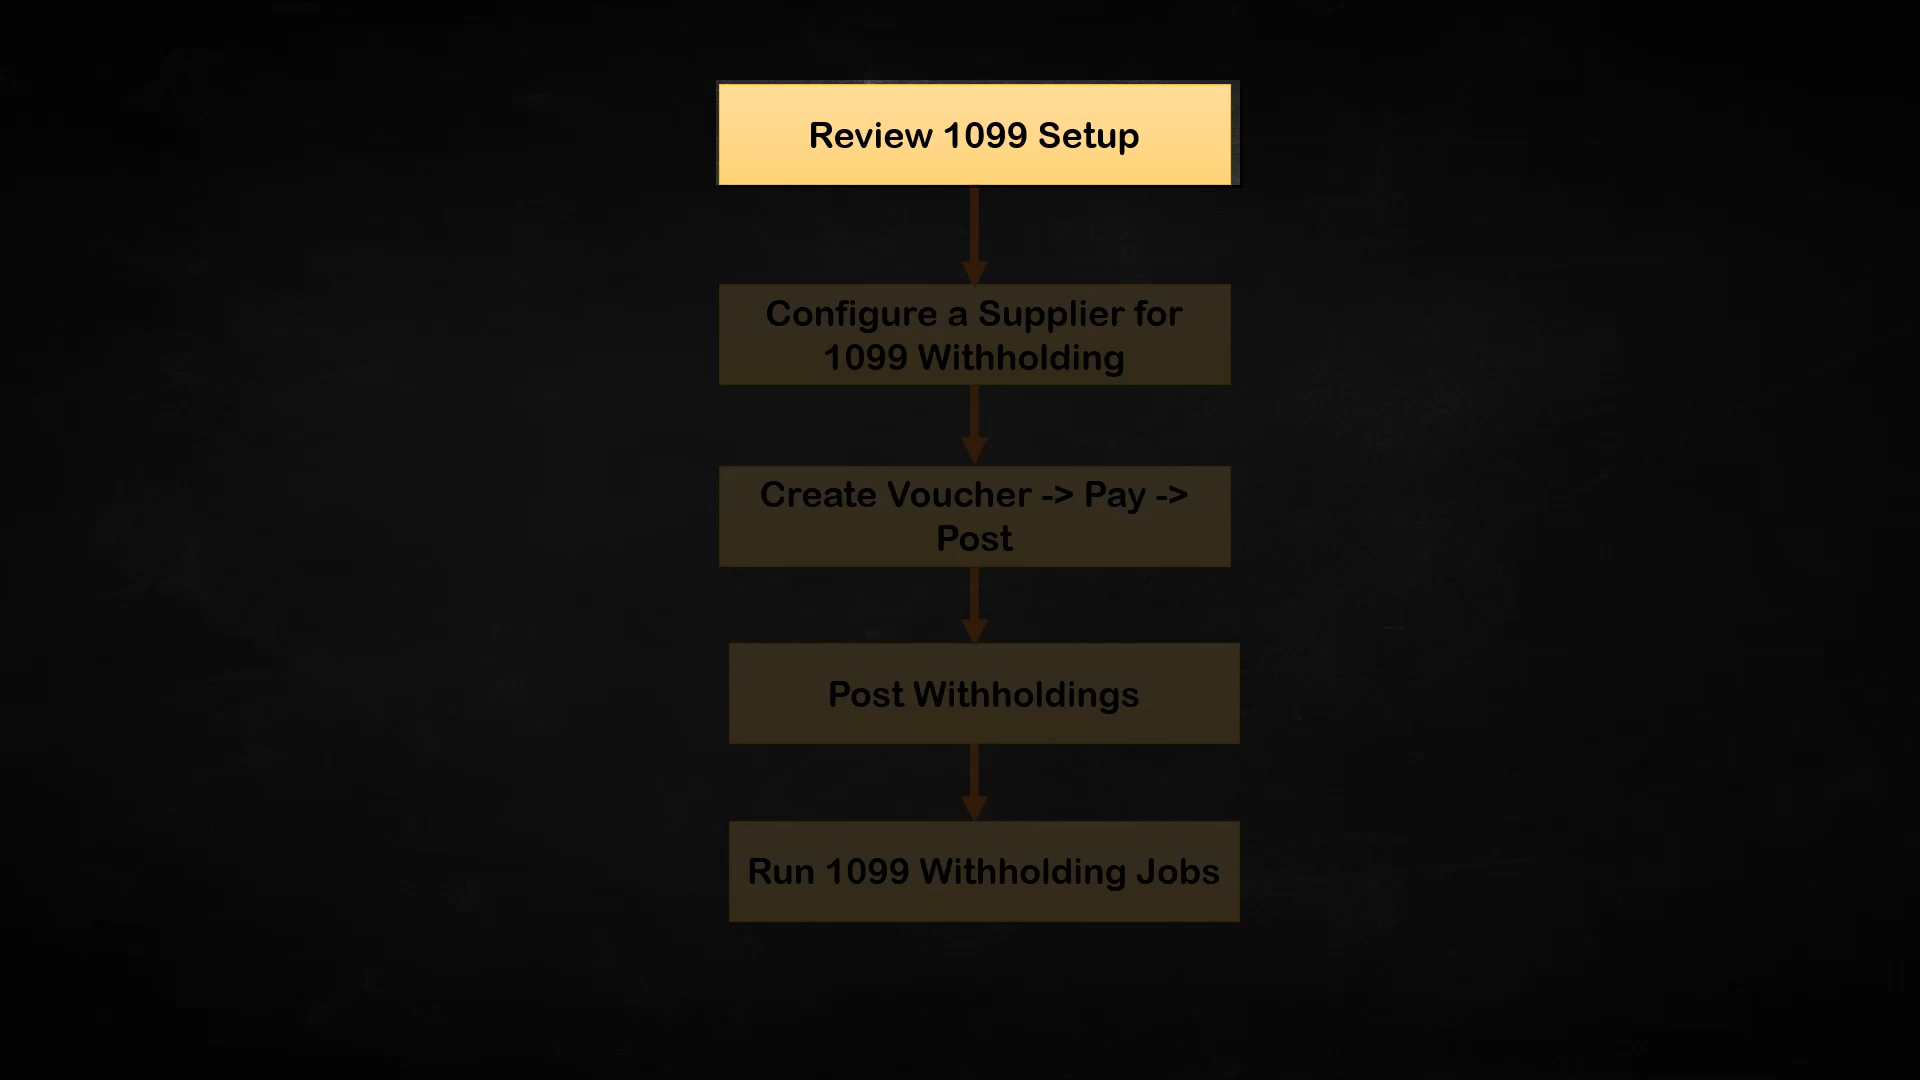 Review 1099 Setup
Configure a Supplier for
1099 Withholding
Create Voucher -> Pay ->
Post
Post Withholdings
Run 1099 Withholding Jobs